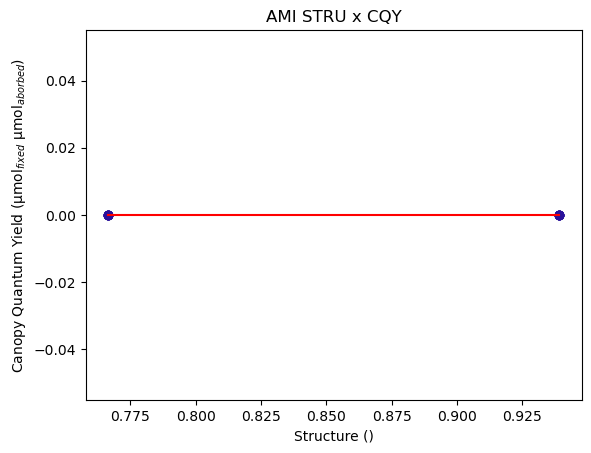 AMI STRU x CQY
Canopy Quantum Yield (µmol_fixed µmol_aborbed)
0.04
0.02
0.00
−0.02
−0.04
0.775 0.800 0.825 0.850 0.875 0.900 0.925
Structure ()